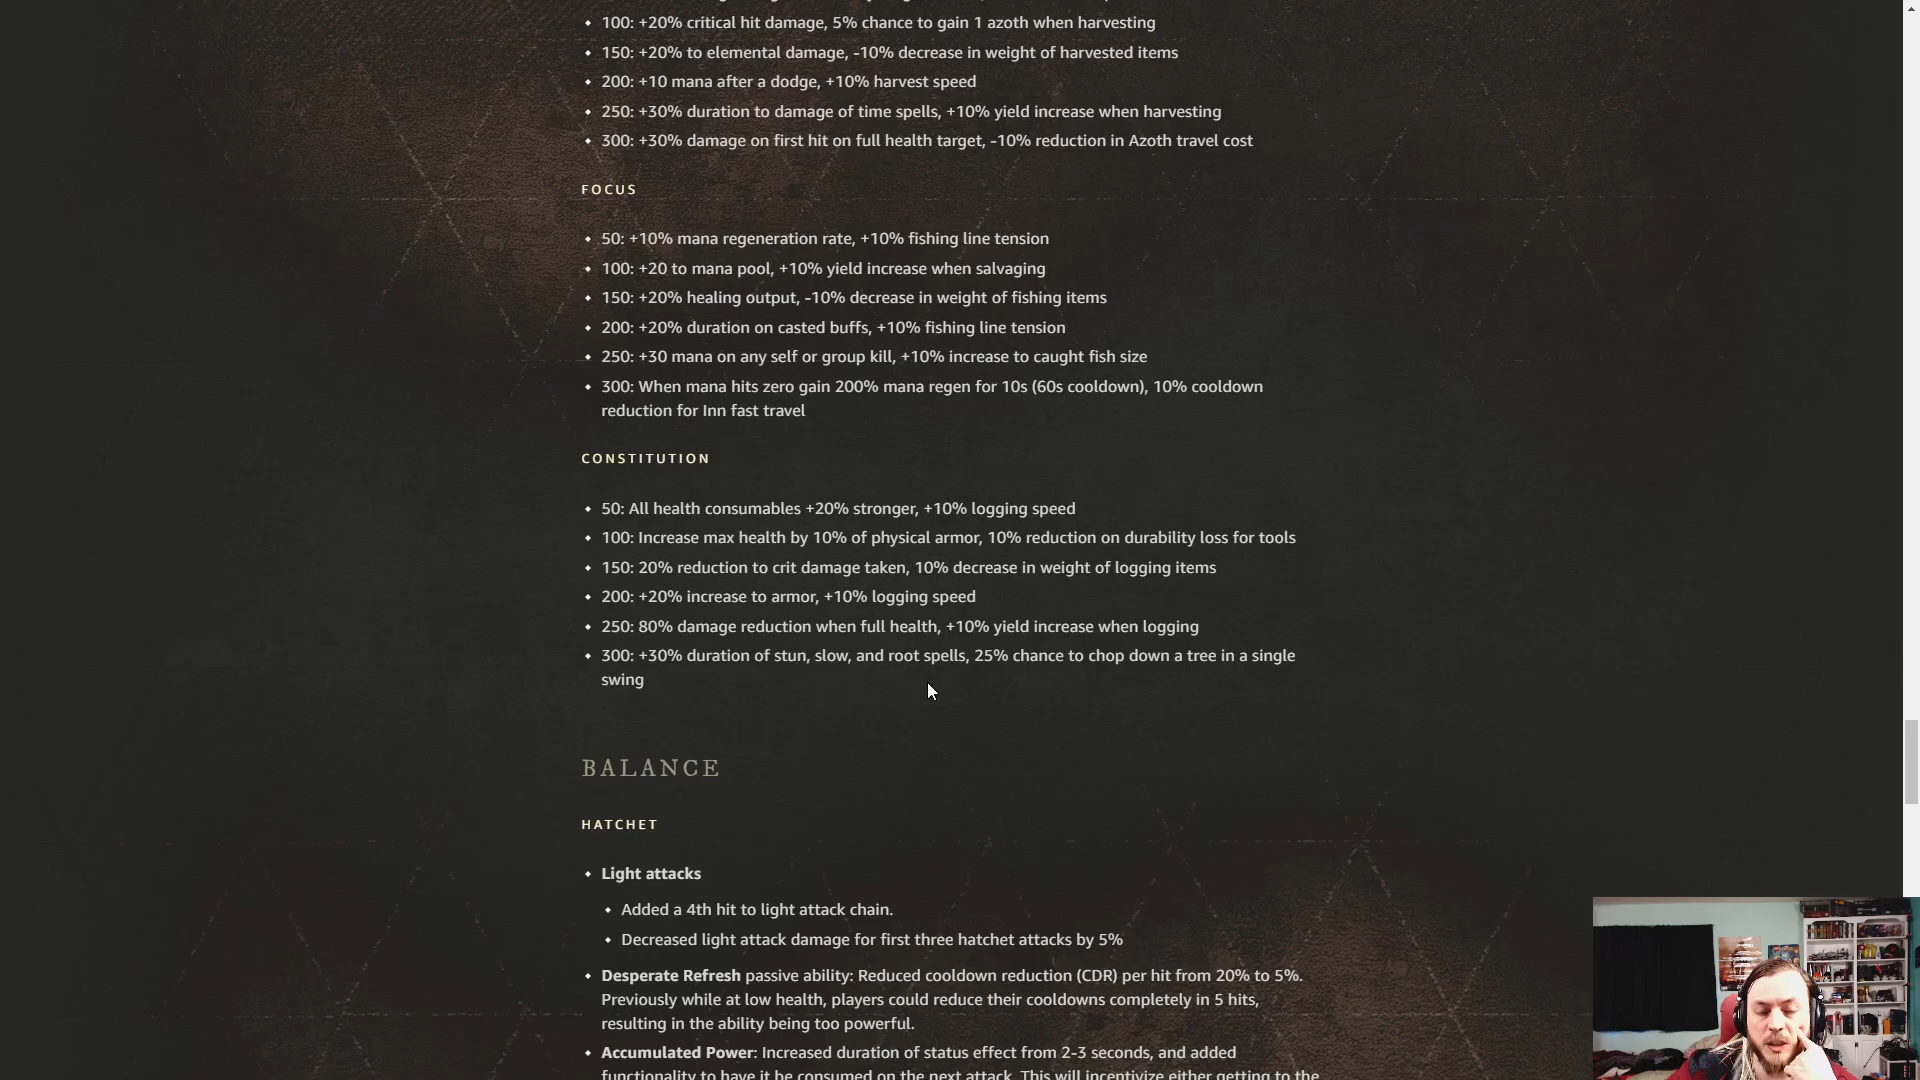 100: +20% critical hit damage, 5% chance to gain 1 azoth when harvesting
150: +20% to elemental damage, -10% decrease in weight of harvested items
200: +10 mana after a dodge, +10% harvest speed
250: +30% duration to damage of time spells, +10% yield increase when harvesting
300: +30% damage on first hit on full health target, -10% reduction in Azoth travel cost
FOCUS
50: +10% mana regeneration rate, +10% fishing line tension
100: +20 to mana pool, +10% yield increase when salvaging
150: +20% healing output, -10% decrease in weight of fishing items
200: +20% duration on casted buffs, +10% fishing line tension
250: +30 mana on any self or group kill, +10% increase to caught fish size
300: When mana hits zero gain 200% mana regen for 10s (60s cooldown), 10% cooldown
reduction for Inn fast travel
CONSTITUTION
50: All health consumables +20% stronger, +10% logging speed
100: Increase max health by 10% of physical armor, 10% reduction on durability loss for tools
150: 20% reduction to crit damage taken, 10% decrease in weight of logging items
200: +20% increase to armor, +10% logging speed
250: 80% damage reduction when full health, +10% yield increase when logging
300: +30% duration of stun, slow, and root spells, 25% chance to chop down a tree in a single
swing
BALANCE
HATCHET
Light attacks
Added a 4th hit to light attack chain.
Decreased light attack damage for first three hatchet attacks by 5%
Desperate Refresh passive ability: Reduced cooldown reduction (CDR) per hit from 20% to 5%.
Previously while at low health, players could reduce their cooldowns completely in 5 hits,
resulting in the ability being too powerful.
Accumulated Power: Increased duration of status effect from 2-3 seconds, and added
functionality to have it be consumed on the next attack. This will incentivize either getting to the